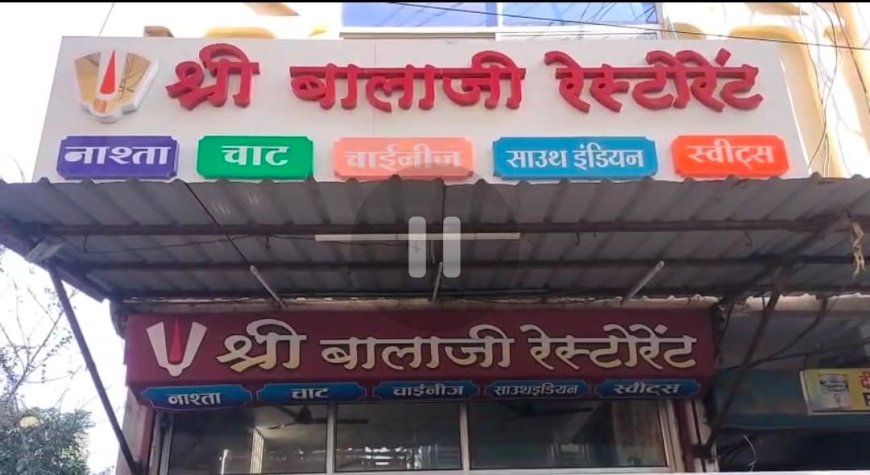 श्री बालाजी रेस्टोरेंट
नाश्ता चाट चाईनीज साउथ इंडियन स्वीट्स
श्री बालाजी रेस्टोरेंट
नाश्ता चाट चाईनीज साउथइंडियन स्वीट्स